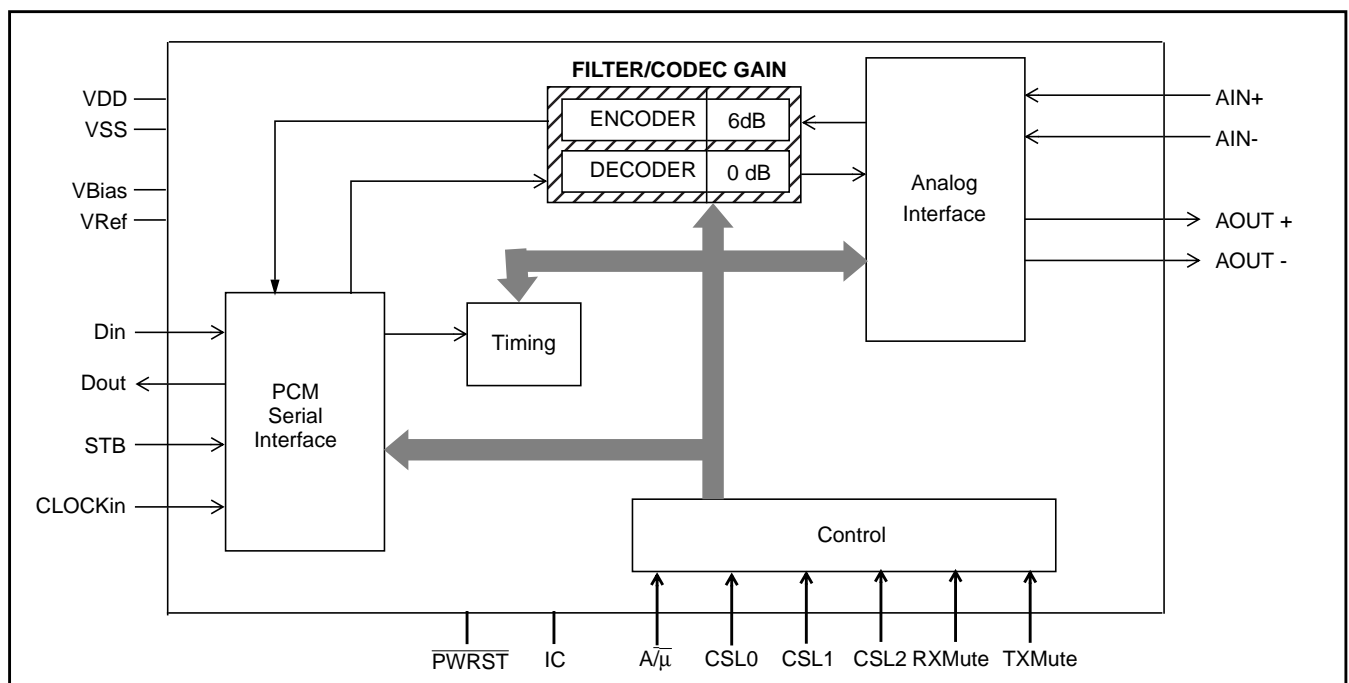 FILTER/CODEC GAIN
VDD
VSS
VBias
VRef
ENCODER 6dB
DECODER 0 dB
Analog
Interface
AIN+
AIN-
AOUT +
AOUT -
Din
Dout
STB
CLOCKin
PCM
Serial
Interface
Timing
Control
PWRST IC A/μ CSL0 CSL1 CSL2 RXMute TXMute